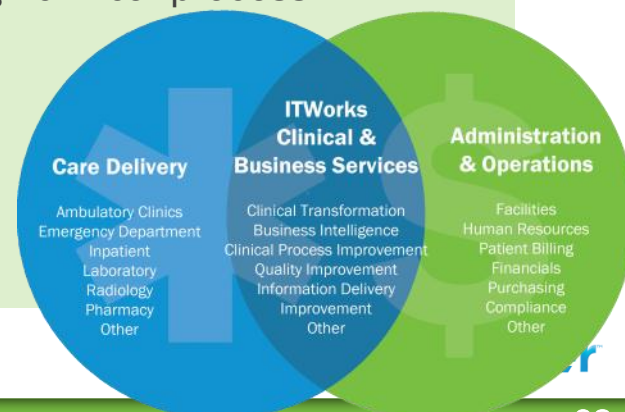 Care Delivery
Ambulatory Clinics
Emergency Department
Inpatient
Laboratory
Radiology
Pharmacy
Other
ITWorks
Clinical &
Business Services
Clinical Transformation
Business Intelligence
Clinical Process Improvement
Quality Improvement
Information Delivery
Improvement
Other
Administration
& Operations
Facilities
Human Resources
Patient Billing
Financials
Purchasing
Compliance
Other